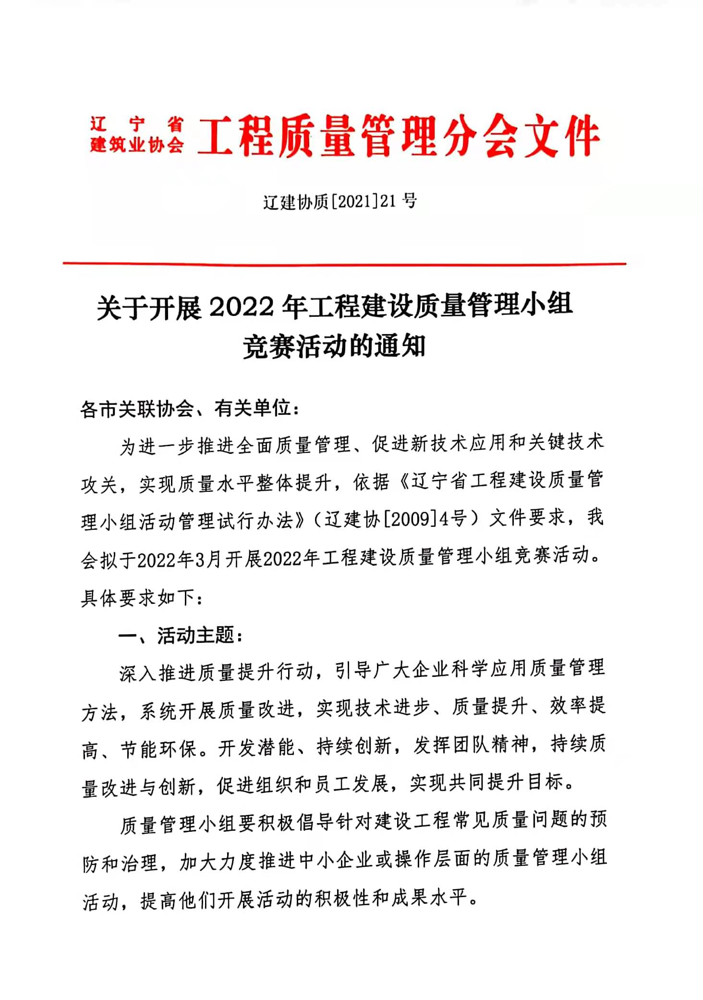 辽宁省
建筑业协会 工程质量管理分会文件
辽建协质[2021]21号
关于开展 2022 年工程建设质量管理小组
竞赛活动的通知
各市关联协会、有关单位：
为进一步推进全面质量管理、促进新技术应用和关键技术
攻关，实现质量水平整体提升，依据《辽宁省工程建设质量管
理小组活动管理试行办法》（辽建协[2009]4号）文件要求，我
会拟于2022年3月开展2022年工程建设质量管理小组竞赛活动。
具体要求如下：
一、活动主题：
深入推进质量提升行动，引导广大企业科学应用质量管理
方法，系统开展质量改进，实现技术进步、质量提升、效率提
高、节能环保。开发潜能、持续创新，发挥团队精神，持续质
量改进与创新，促进组织和员工发展，实现共同提升目标。
质量管理小组要积极倡导针对建设工程常见质量问题的预
防和治理，加大力度推进中小企业或操作层面的质量管理小组
活动，提高他们开展活动的积极性和成果水平。